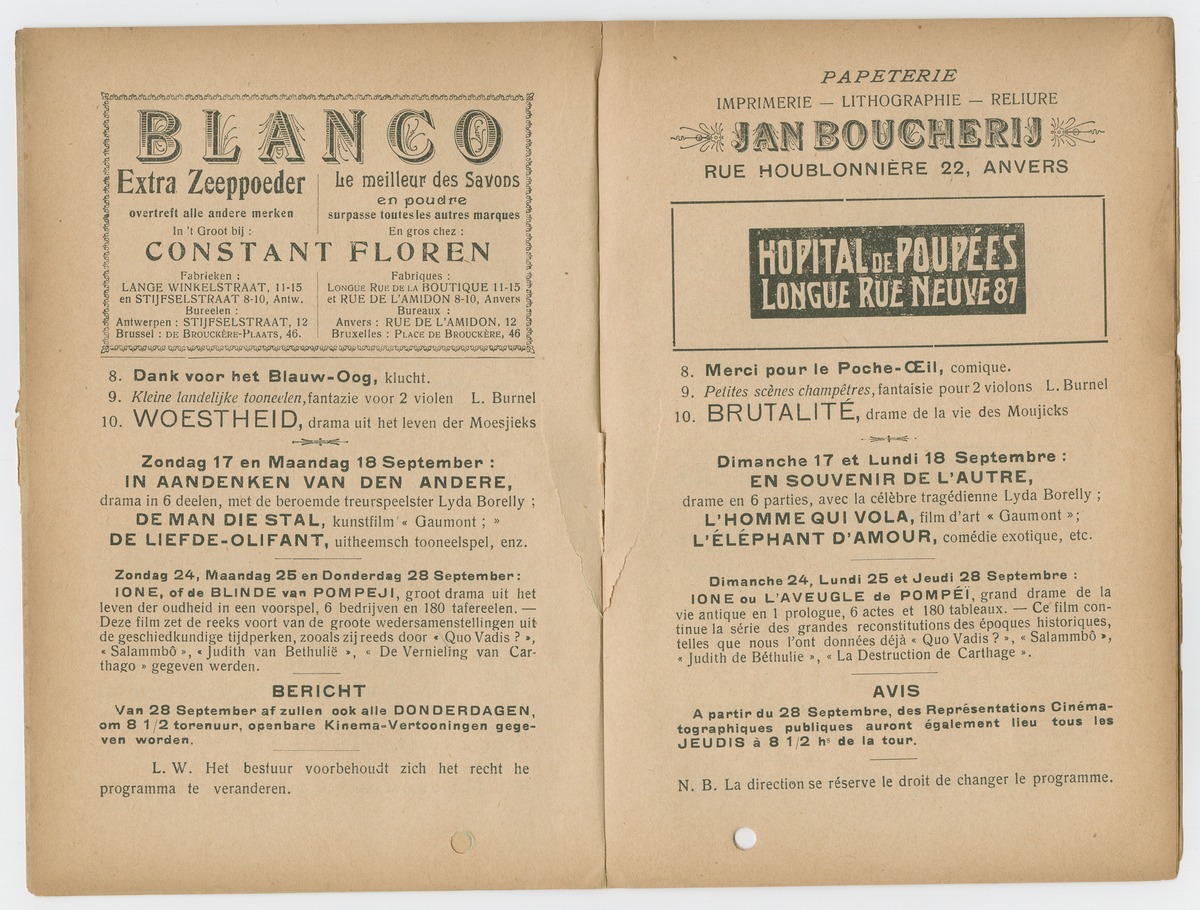 BLANCO
Extra Zeeppoeder
overtreft alle andere merken
In 't Groot bij :
Le meilleur des Savons
en poudre
surpasse toutes les autres marques
En gros chez :
CONSTANT FLOREN
Fabrieken :
LANGE WINKELSTRAAT, 11-15
en STIJFSELSTRAAT 8-10, Antw.
Bureelen :
Antwerpen : STIJFSELSTRAAT, 12
Brussel : DE BROUCKÈRE-PLAATS, 46.
Fabriques :
LONGUE RUE DE LA BOUTIQUE 11-15
et RUE DE L'AMIDON 8-10, Anvers
Bureaux :
Anvers : RUE DE L'AMIDON, 12
Bruxelles : PLACE DE BROUCKÈRE, 46
8. Dank voor het Blauw-Oog, klucht.
9. Kleine landelijke tooneelen, fantazie voor 2 violen L. Burnel
10. WOESTHEID, drama uit het leven der Moesjieks
Zondag 17 en Maandag 18 September :
IN AANDENKEN VAN DEN ANDERE,
drama in 6 deelen, met de beroemde treurspeelster Lyda Borelly ;
DE MAN DIE STAL, kunstfilm « Gaumont ; »
DE LIEFDE-OLIFANT, uitheemsch tooneelspel, enz.
Zondag 24, Maandag 25 en Donderdag 28 September :
IONE, of de BLINDE van POMPEJI, groot drama uit het
leven der oudheid in een voorspel, 6 bedrijven en 180 tafereelen. —
Deze film zet de reeks voort van de groote wedersamenstellingen uit
de geschiedkundige tijdperken, zooals zij reeds door « Quo Vadis ? »,
« Salammbô », « Judith van Bethulië », « De Vernieling van Car-
thago » gegeven werden.
BERICHT
Van 28 September af zullen ook alle DONDERDAGEN,
om 8 1/2 torenuur, openbare Kinema-Vertooningen gege-
ven worden.
L. W. Het bestuur voorbehoudt zich het recht he
programma te veranderen.
PAPETERIE
IMPRIMERIE — LITHOGRAPHIE — RELIURE
JAN BOUCHERIJ
RUE HOUBLONNIÈRE 22, ANVERS
HOPITAL DE POUPÉES
LONGUE RUE NEUVE 87
8. Merci pour le Poche-Œil, comique.
9. Petites scènes champêtres, fantaisie pour 2 violons L. Burnel
10. BRUTALITÉ, drame de la vie des Moujicks
Dimanche 17 et Lundi 18 Septembre :
EN SOUVENIR DE L'AUTRE,
drame en 6 parties, avec la célèbre tragédienne Lyda Borelly ;
L'HOMME QUI VOLA, film d'art « Gaumont »;
L'ÉLÉPHANT D'AMOUR, comédie exotique, etc.
Dimanche 24, Lundi 25 et Jeudi 28 Septembre :
IONE ou L'AVEUGLE de POMPÉÏ, grand drame de la
vie antique en 1 prologue, 6 actes et 180 tableaux. — Ce film con-
tinue la série des grandes reconstitutions des époques historiques,
telles que nous l'ont données déjà « Quo Vadis ? », « Salammbô »,
« Judith de Béthulie », « La Destruction de Carthage ».
AVIS
A partir du 28 Septembre, des Représentations Cinéma-
tographiques publiques auront également lieu tous les
JEUDIS à 8 1/2 hs de la tour.
N. B. La direction se réserve le droit de changer le programme.